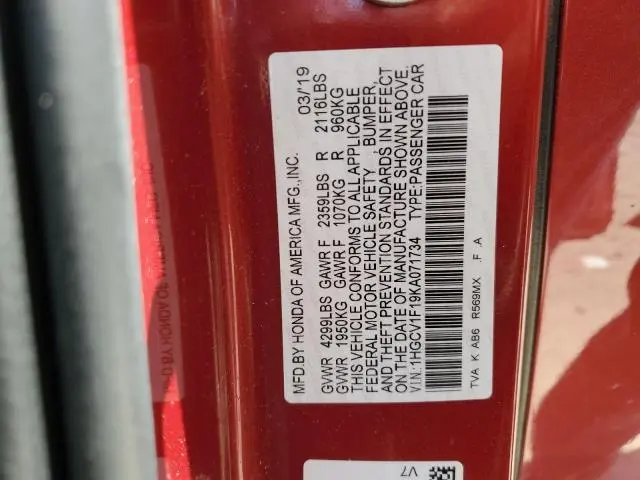 MFD.BY HONDA OF AMERICA MFG.,INC. 03/'19
GVWR 4299LBS GAWR F 2359LBS R 2116LBS
GVWR 1950KG GAWR F 1070KG R 960KG
THIS VEHICLE CONFORMS TO ALL APPLICABLE
FEDERAL MOTOR VEHICLE SAFETY , BUMPER,
AND THEFT PREVENTION STANDARDS IN EFFECT
ON THE DATE OF MANUFACTURE SHOWN ABOVE.
V.I.N.:1HGCV1F19KA071734 TYPE:PASSENGER CAR
TVA K AB6 R569MX .F .A
V7